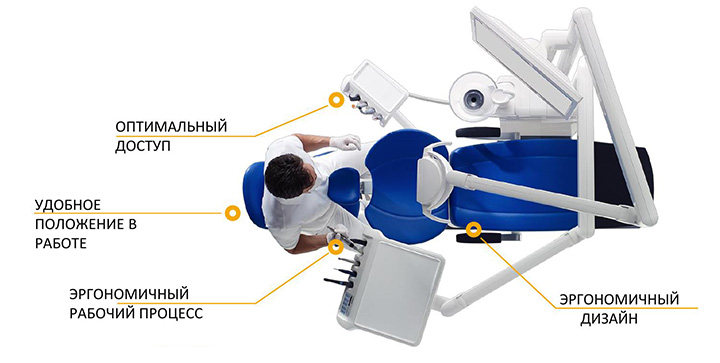 ОПТИМАЛЬНЫЙ
ДОСТУП
УДОБНОЕ
ПОЛОЖЕНИЕ В
РАБОТЕ
ЭРГОНОМИЧНЫЙ
РАБОЧИЙ ПРОЦЕСС
ЭРГОНОМИЧНЫЙ
ДИЗАЙН